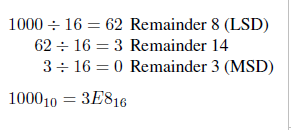 1000 ÷ 16 = 62 Remainder 8 (LSD)
62 ÷ 16 = 3 Remainder 14
3 ÷ 16 = 0 Remainder 3 (MSD)
1000₁₀ = 3E8₁₆